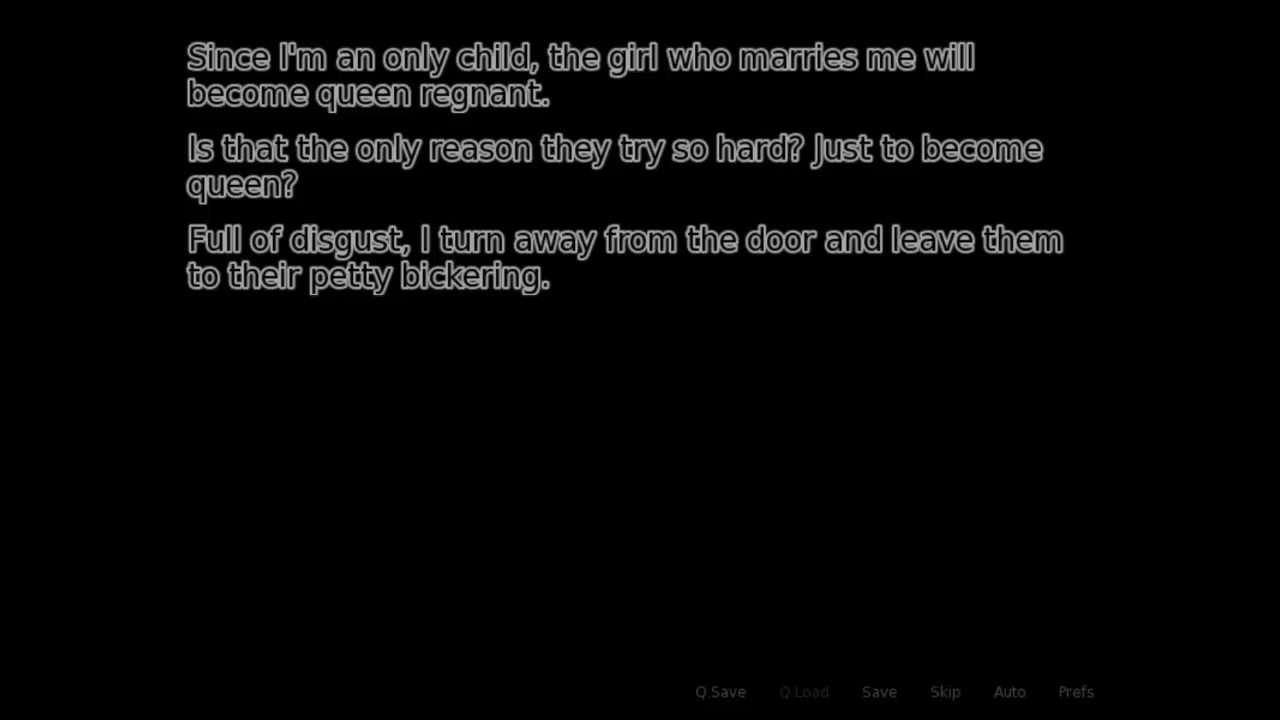 Since I'm an only child, the girl who marries me will
become queen regnant.
Is that the only reason they try so hard? Just to become
queen?
Full of disgust, I turn away from the door and leave them
to their petty bickering.
Q.Save Q.Load Save Skip Auto Prefs